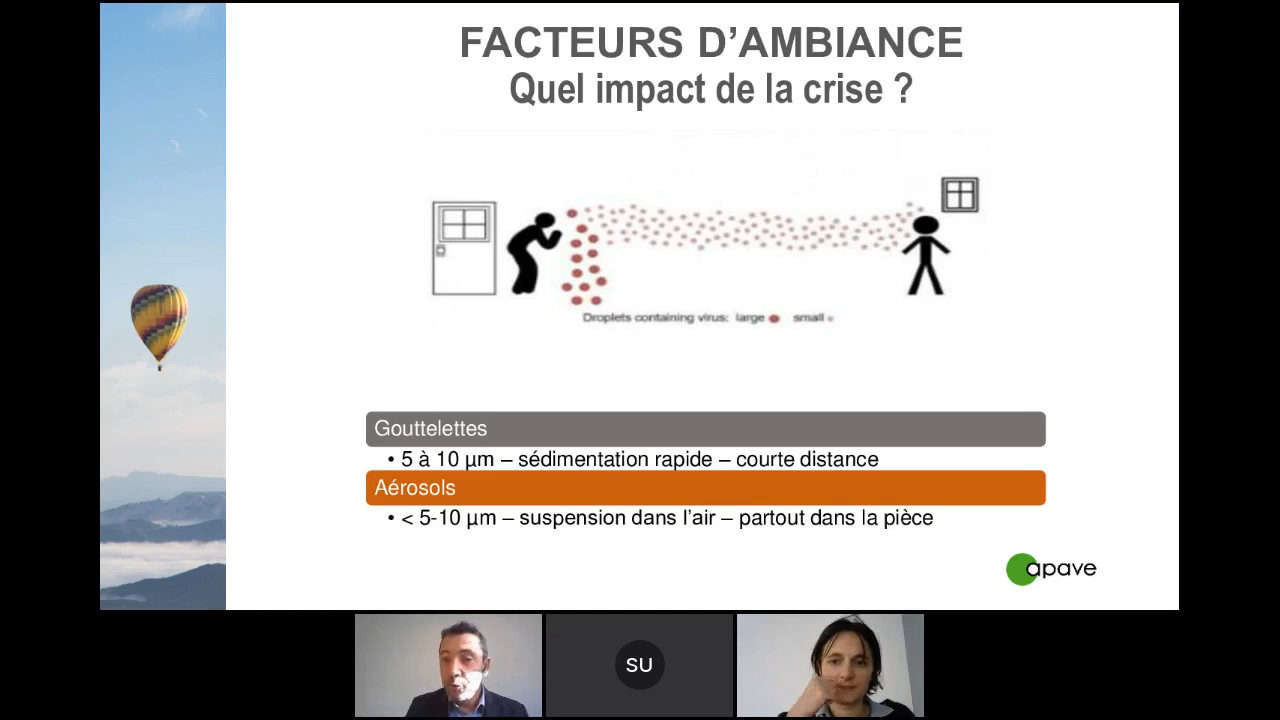 FACTEURS D’AMBIANCE
Quel impact de la crise ?
Droplets containing virus: large small
Gouttelettes
• 5 à 10 µm – sédimentation rapide – courte distance
Aérosols
• < 5-10 µm – suspension dans l’air – partout dans la pièce
apave
SU